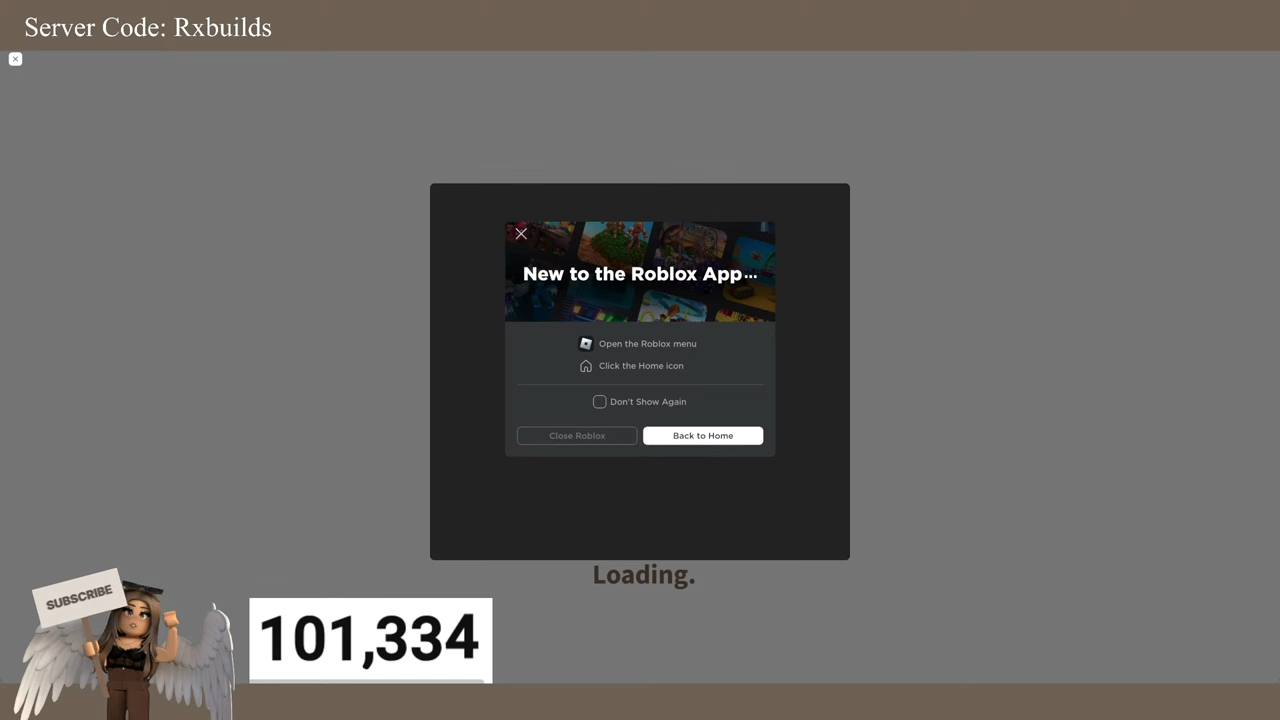 Server Code: Rxbuilds
New to the Roblox App...
Open the Roblox menu
Click the Home icon
Don't Show Again
Close Roblox
Back to Home
Loading.
SUBSCRIBE
101,334